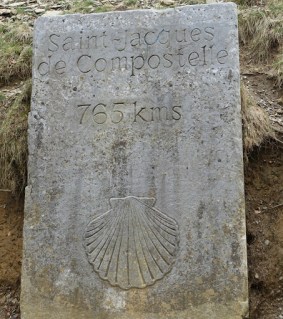 Saint-Jacques
de Compostelle
765 kms